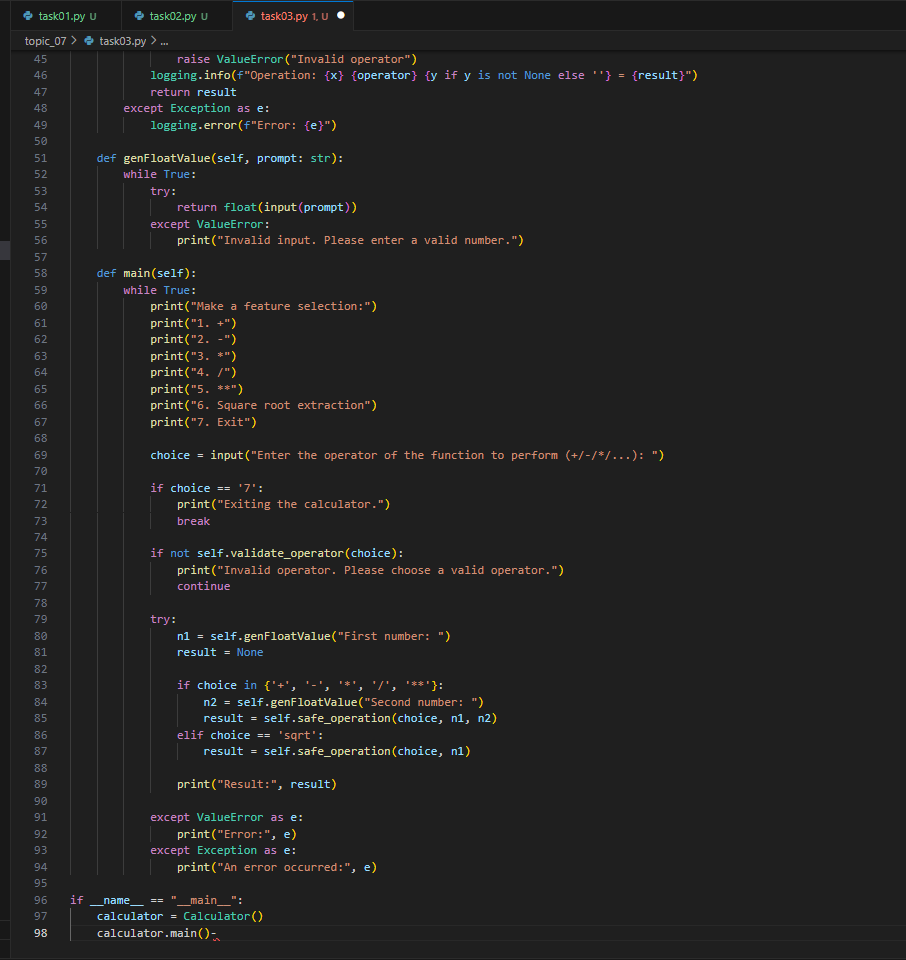 task01.py U task02.py U task03.py 1, U
topic_07 > task03.py > ...
45 raise ValueError("Invalid operator")
46 logging.info(f"Operation: {x} {operator} {y if y is not None else ''} = {result}")
47 return result
48 except Exception as e:
49 logging.error(f"Error: {e}")
50
51 def genFloatValue(self, prompt: str):
52 while True:
53 try:
54 return float(input(prompt))
55 except ValueError:
56 print("Invalid input. Please enter a valid number.")
57
58 def main(self):
59 while True:
60 print("Make a feature selection:")
61 print("1. +")
62 print("2. -")
63 print("3. *")
64 print("4. /")
65 print("5. **")
66 print("6. Square root extraction")
67 print("7. Exit")
68
69 choice = input("Enter the operator of the function to perform (+/-/*/...): ")
70
71 if choice == '7':
72 print("Exiting the calculator.")
73 break
74
75 if not self.validate_operator(choice):
76 print("Invalid operator. Please choose a valid operator.")
77 continue
78
79 try:
80 n1 = self.genFloatValue("First number: ")
81 result = None
82
83 if choice in {'+', '-', '*', '/', '**'}:
84 n2 = self.genFloatValue("Second number: ")
85 result = self.safe_operation(choice, n1, n2)
86 elif choice == 'sqrt':
87 result = self.safe_operation(choice, n1)
88
89 print("Result:", result)
90
91 except ValueError as e:
92 print("Error:", e)
93 except Exception as e:
94 print("An error occurred:", e)
95
96 if __name__ == "__main__":
97 calculator = Calculator()
98 calculator.main()-